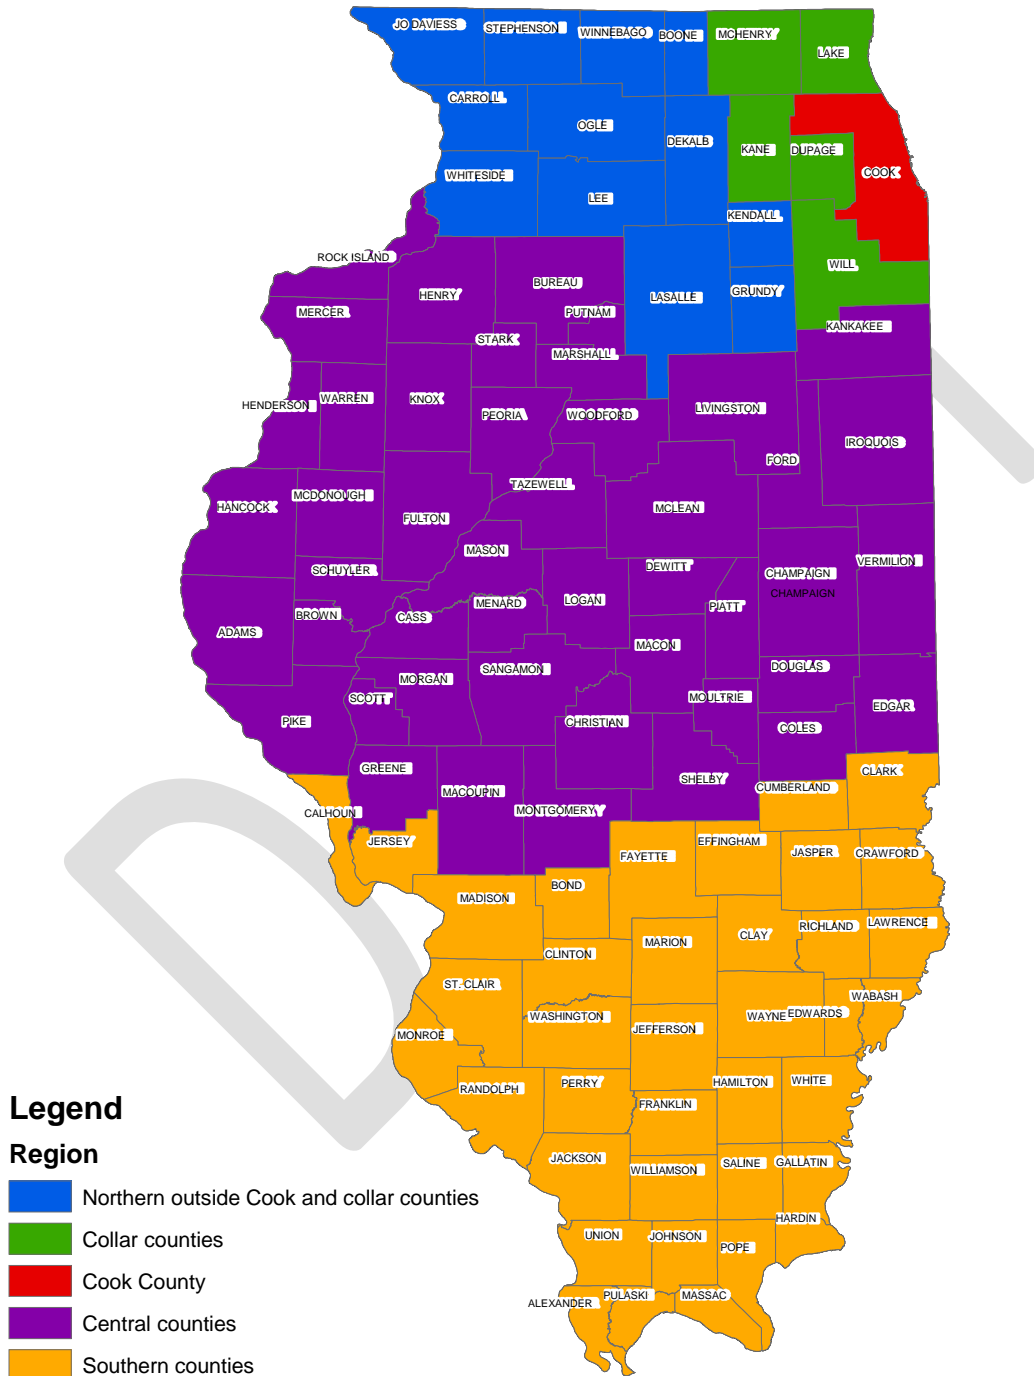 JO DAVIESS
STEPHENSON
WINNEBAGO
BOONE
MCHENRY
LAKE
CARROLL
OGLE
DEKALB
KANE
DUPAGE
COOK
WHITESIDE
LEE
KENDALL
ROCK ISLAND
HENRY
BUREAU
LASALLE
GRUNDY
WILL
MERCER
PUTNAM
KANKAKEE
STARK
MARSHALL
HENDERSON
WARREN
KNOX
PEORIA
WOODFORD
LIVINGSTON
FORD
IROQUOIS
HANCOCK
MCDONOUGH
FULTON
TAZEWELL
MCLEAN
MASON
SCHUYLER
DEWITT
CHAMPAIGN
CHAMPAIGN
VERMILION
ADAMS
BROWN
CASS
MENARD
LOGAN
PIATT
MACON
PIKE
SCOTT
MORGAN
SANGAMON
DOUGLAS
CHRISTIAN
MOULTRIE
COLES
EDGAR
GREENE
MACOUPIN
MONTGOMERY
SHELBY
CUMBERLAND
CLARK
CALHOUN
JERSEY
FAYETTE
EFFINGHAM
JASPER
CRAWFORD
MADISON
BOND
CLINTON
MARION
CLAY
RICHLAND
LAWRENCE
ST. CLAIR
WASHINGTON
JEFFERSON
WAYNE
EDWARDS
WABASH
MONROE
RANDOLPH
PERRY
FRANKLIN
HAMILTON
WHITE
JACKSON
WILLIAMSON
SALINE
GALLATIN
UNION
JOHNSON
POPE
HARDIN
ALEXANDER
PULASKI
MASSAC
Legend
Region
Northern outside Cook and collar counties
Collar counties
Cook County
Central counties
Southern counties